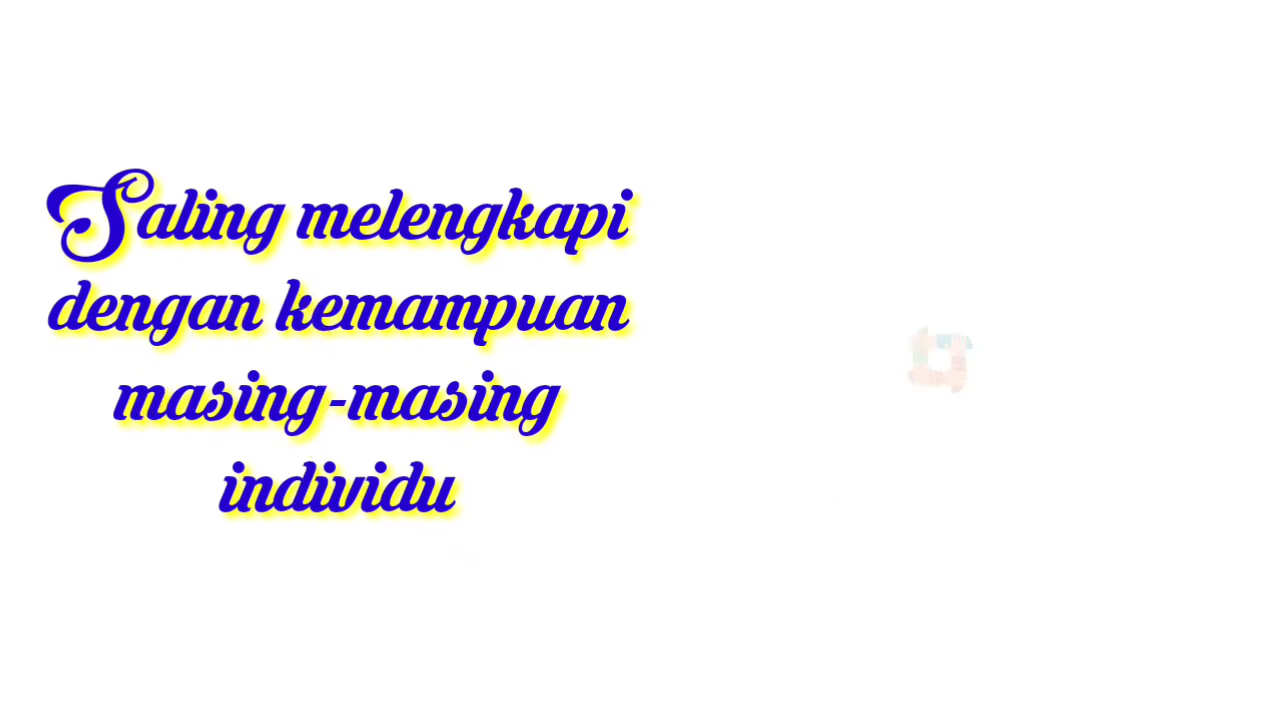 Saling melengkapi
dengan kemampuan
masing-masing
individu